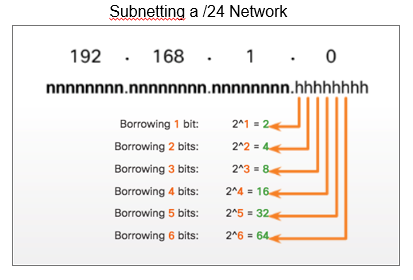 Subnetting a /24 Network
192 . 168 . 1 . 0
nnnnnnnn.nnnnnnnn.nnnnnnnn.hhhhhhhh
Borrowing 1 bit: 2^1 = 2
Borrowing 2 bits: 2^2 = 4
Borrowing 3 bits: 2^3 = 8
Borrowing 4 bits: 2^4 = 16
Borrowing 5 bits: 2^5 = 32
Borrowing 6 bits: 2^6 = 64